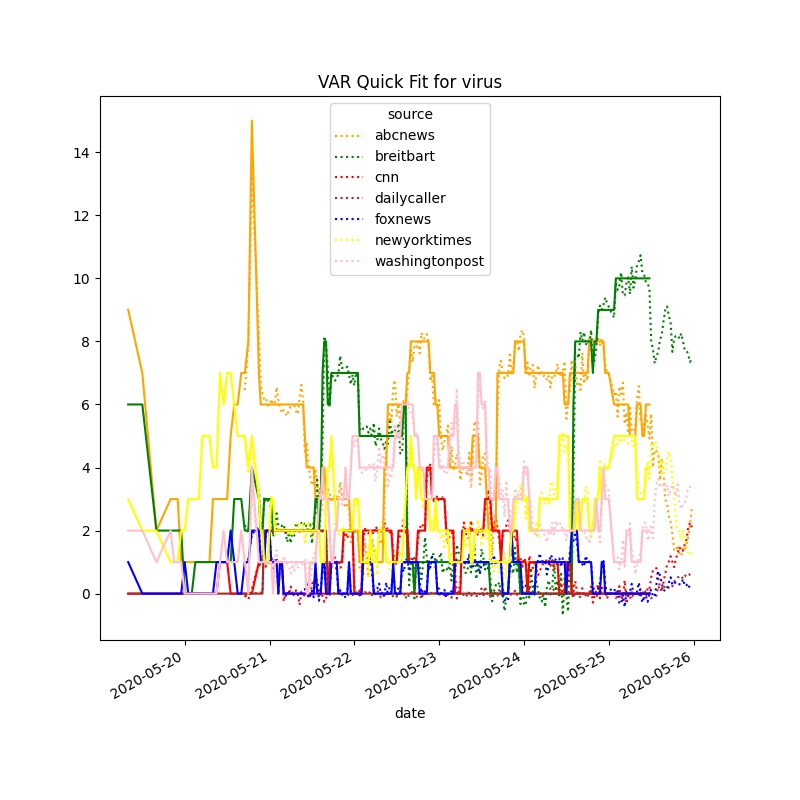 VAR Quick Fit for virus
source
abcnews
breitbart
cnn
dailycaller
foxnews
newyorktimes
washingtonpost
14
12
10
8
6
4
2
0
2020-05-20
2020-05-21
2020-05-22
2020-05-23
2020-05-24
2020-05-25
2020-05-26
date